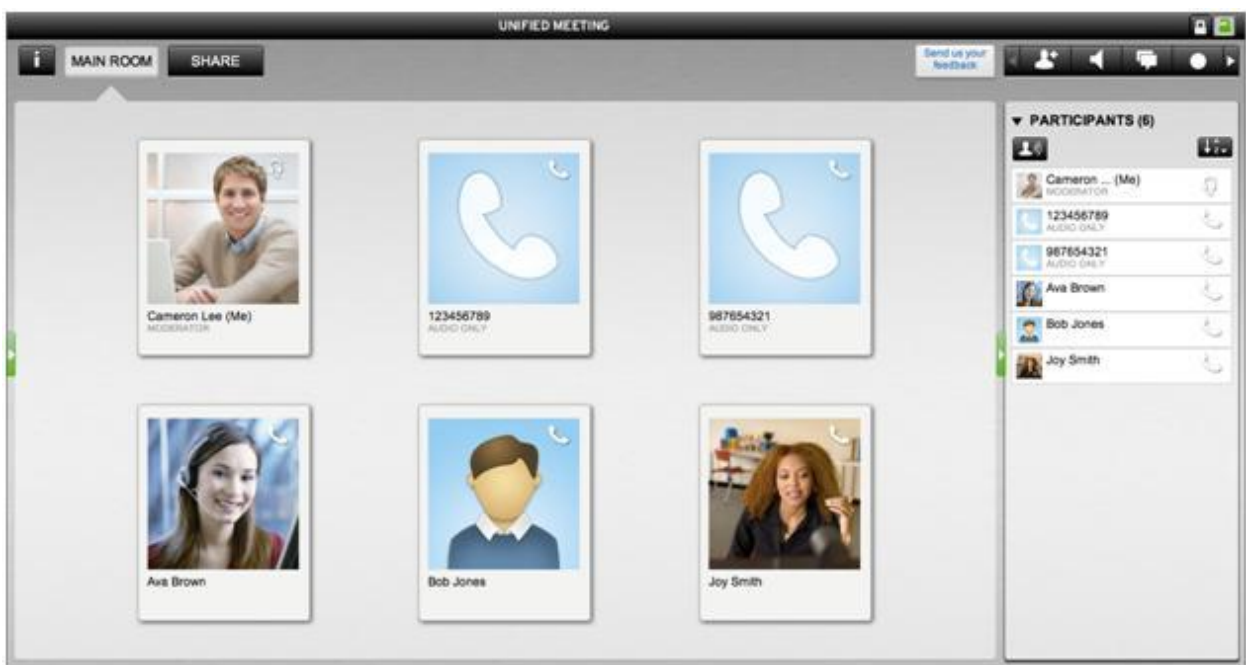 UNIFIED MEETING
i
MAIN ROOM
SHARE
Send us your
feedback
PARTICIPANTS (6)
Cameron Lee (Me)
MODERATOR
123456789
AUDIO ONLY
987654321
AUDIO ONLY
Ava Brown
Bob Jones
Joy Smith
Cameron ... (Me)
MODERATOR
123456789
AUDIO ONLY
987654321
AUDIO ONLY
Ava Brown
Bob Jones
Joy Smith